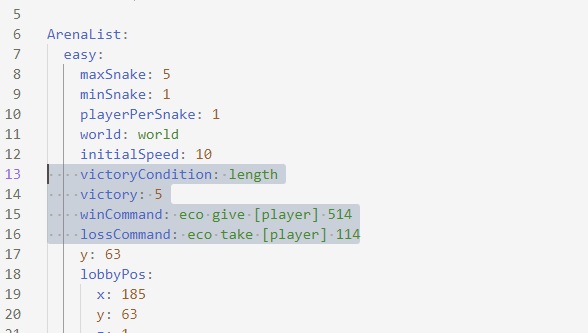 5
6 ArenaList:
7 easy:
8 maxSnake: 5
9 minSnake: 1
10 playerPerSnake: 1
11 world: world
12 initialSpeed: 10
13 victoryCondition: length
14 victory: 5
15 winCommand: eco give [player] 514
16 lossCommand: eco take [player] 114
17 y: 63
18 lobbyPos:
19 x: 185
20 y: 63